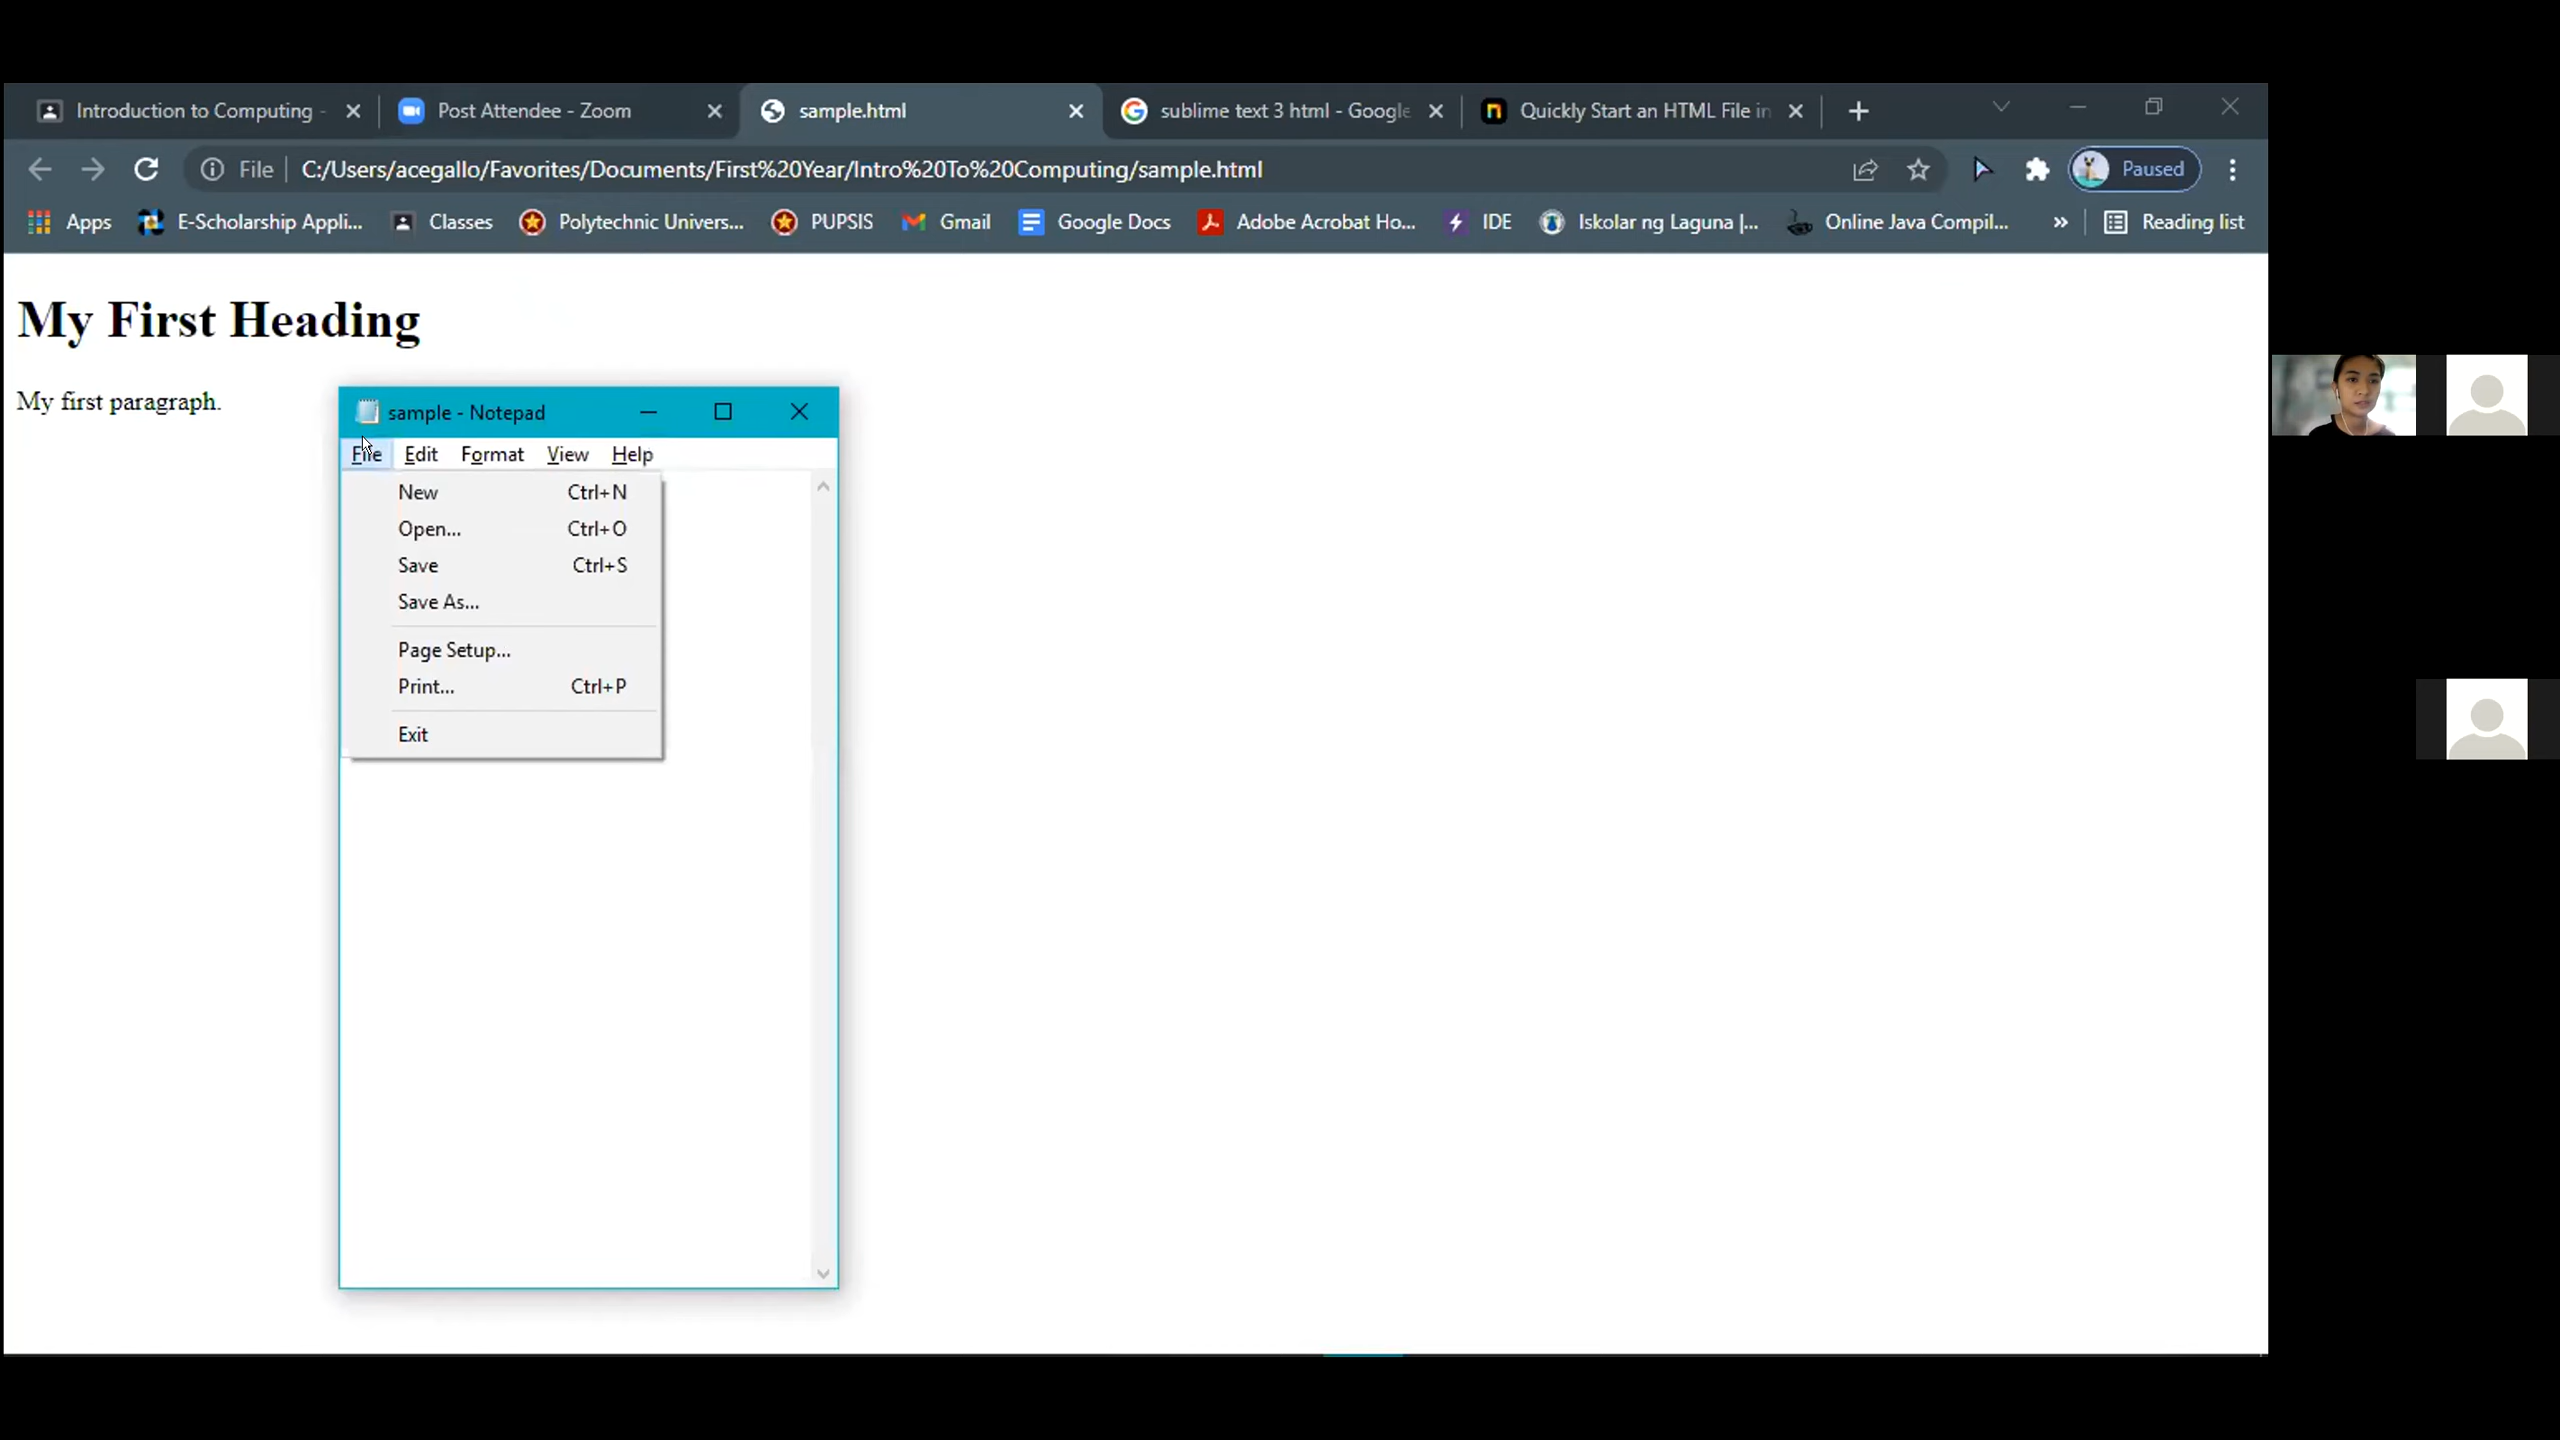 Introduction to Computing -
Post Attendee - Zoom
sample.html
sublime text 3 html - Google
Quickly Start an HTML File in
File
C:/Users/acegallo/Favorites/Documents/First%20Year/Intro%20To%20Computing/sample.html
Paused
Apps
E-Scholarship Appli...
Classes
Polytechnic Univers...
PUPSIS
Gmail
Google Docs
Adobe Acrobat Ho...
IDE
Iskolar ng Laguna |...
Online Java Compil...
»
Reading list
My First Heading
My first paragraph.
sample - Notepad
File Edit Format View Help
New Ctrl+N
Open... Ctrl+O
Save Ctrl+S
Save As...
Page Setup...
Print... Ctrl+P
Exit